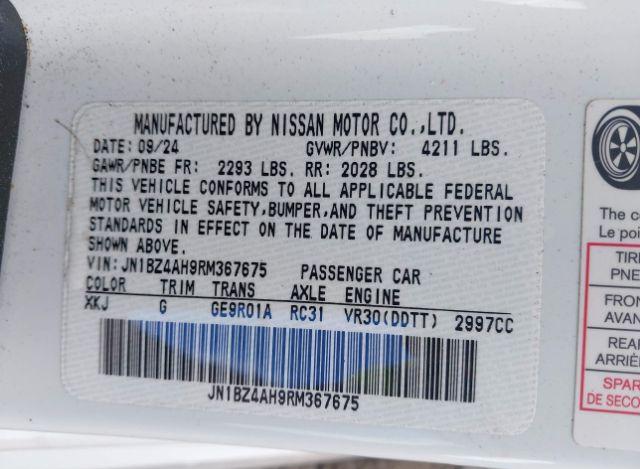 MANUFACTURED BY NISSAN MOTOR CO.,LTD.
DATE: 09/24 GVWR/PNBV: 4211 LBS.
GAWR/PNBE FR: 2293 LBS. RR: 2028 LBS.
THIS VEHICLE CONFORMS TO ALL APPLICABLE FEDERAL
MOTOR VEHICLE SAFETY,BUMPER,AND THEFT PREVENTION
STANDARDS IN EFFECT ON THE DATE OF MANUFACTURE
SHOWN ABOVE.
VIN: JN1BZ4AH9RM367675 PASSENGER CAR
COLOR TRIM TRANS AXLE ENGINE
XKJ G GE9R01A RC31 VR30(DDTT) 2997CC
JN1BZ4AH9RM367675
The co
Le poi
TIRE
PN
FRON
AVAN
REA
ARRIÈ
SPAR
DE SECO